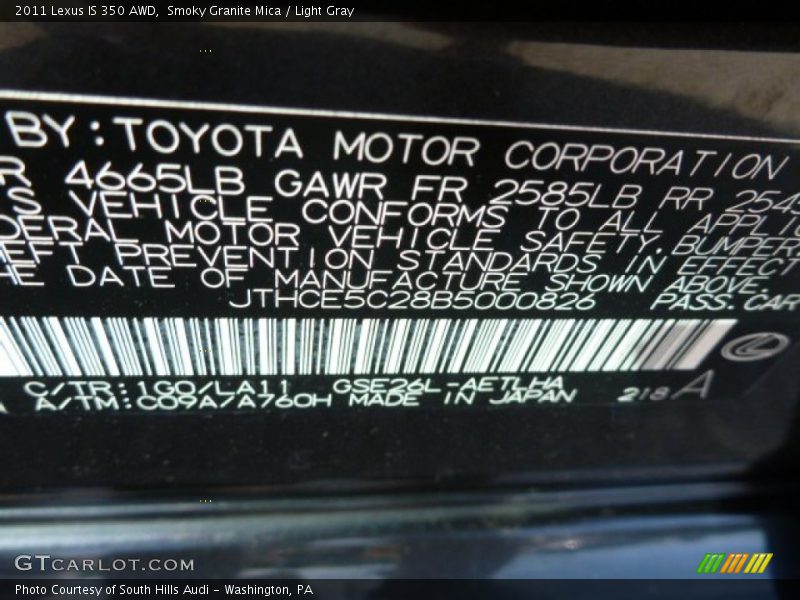 2011 Lexus IS 350 AWD, Smoky Granite Mica / Light Gray
BY: TOYOTA MOTOR CORPORATION
4665LB GAWR FR 2585LB RR
VEHICLE CONFORMS TO ALL
MOTOR VEHICLE SAFETY, BUMPER
PREVENTION STANDARDS IN EFFECT
DATE OF MANUFACTURE SHOWN ABOVE.
JTHCE5C28B5000826 PASS. CAR
C/TR: 1G0/LA11 GSE26L-AETLHA
A/TM: C09A/A760H MADE IN JAPAN 218 A
GTCARLOT.COM
Photo Courtesy of South Hills Audi - Washington, PA